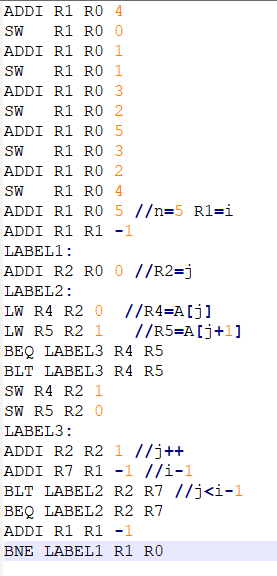 ADDI R1 R0 4
SW   R1 R0 0
ADDI R1 R0 1
SW   R1 R0 1
ADDI R1 R0 3
SW   R1 R0 2
ADDI R1 R0 5
SW   R1 R0 3
ADDI R1 R0 2
SW   R1 R0 4
ADDI R1 R0 5 //n=5 R1=i
ADDI R1 R1 -1
LABEL1:
ADDI R2 R0 0 //R2=j
LABEL2:
LW R4 R2 0  //R4=A[j]
LW R5 R2 1   //R5=A[j+1]
BEQ LABEL3 R4 R5
BLT LABEL3 R4 R5
SW R4 R2 1
SW R5 R2 0
LABEL3:
ADDI R2 R2 1 //j++
ADDI R7 R1 -1 //i-1
BLT LABEL2 R2 R7 //j<i-1
BEQ LABEL2 R2 R7
ADDI R1 R1 -1
BNE LABEL1 R1 R0